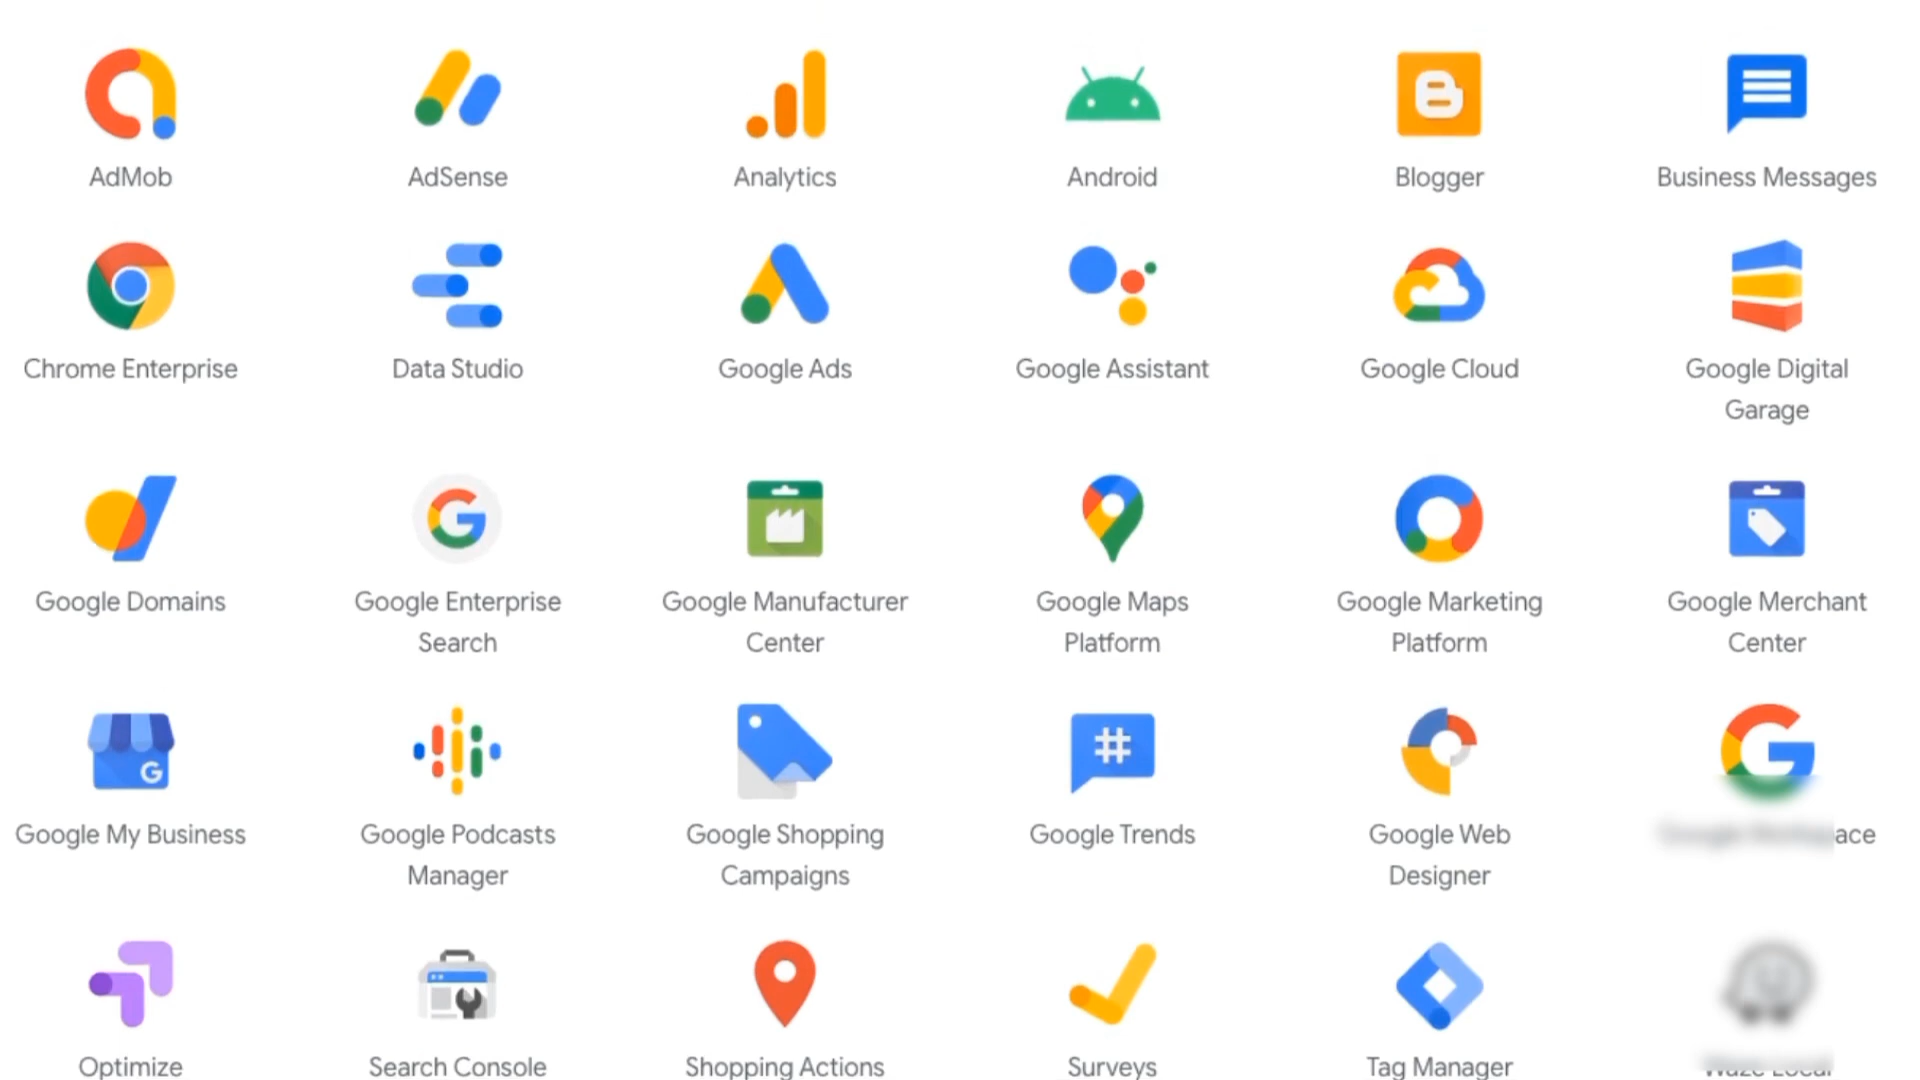 AdMob
AdSense
Analytics
Android
Blogger
Business Messages
Chrome Enterprise
Data Studio
Google Ads
Google Assistant
Google Cloud
Google Digital
Garage
Google Domains
Google Enterprise
Search
Google Manufacturer
Center
Google Maps
Platform
Google Marketing
Platform
Google Merchant
Center
Google My Business
Google Podcasts
Manager
Google Shopping
Campaigns
Google Trends
Google Web
Designer
Optimize
Search Console
Shopping Actions
Surveys
Tag Manager